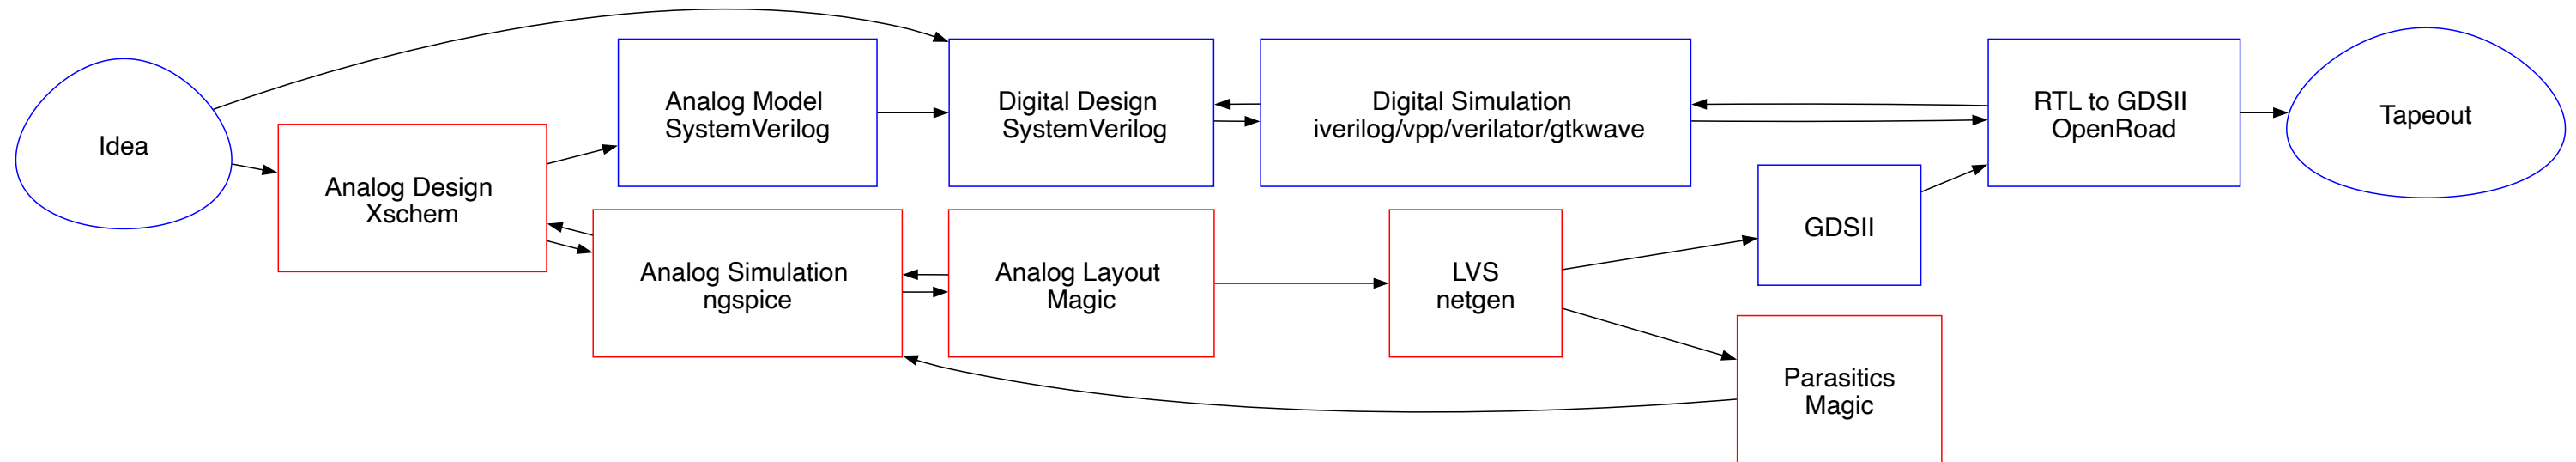 Idea
Analog Design
Xschem
Analog Model
SystemVerilog
Digital Design
SystemVerilog
Digital Simulation
iverilog/vpp/verilator/gtkwave
RTL to GDSII
OpenRoad
Tapeout
Analog Simulation
ngspice
Analog Layout
Magic
LVS
netgen
GDSII
Parasitics
Magic